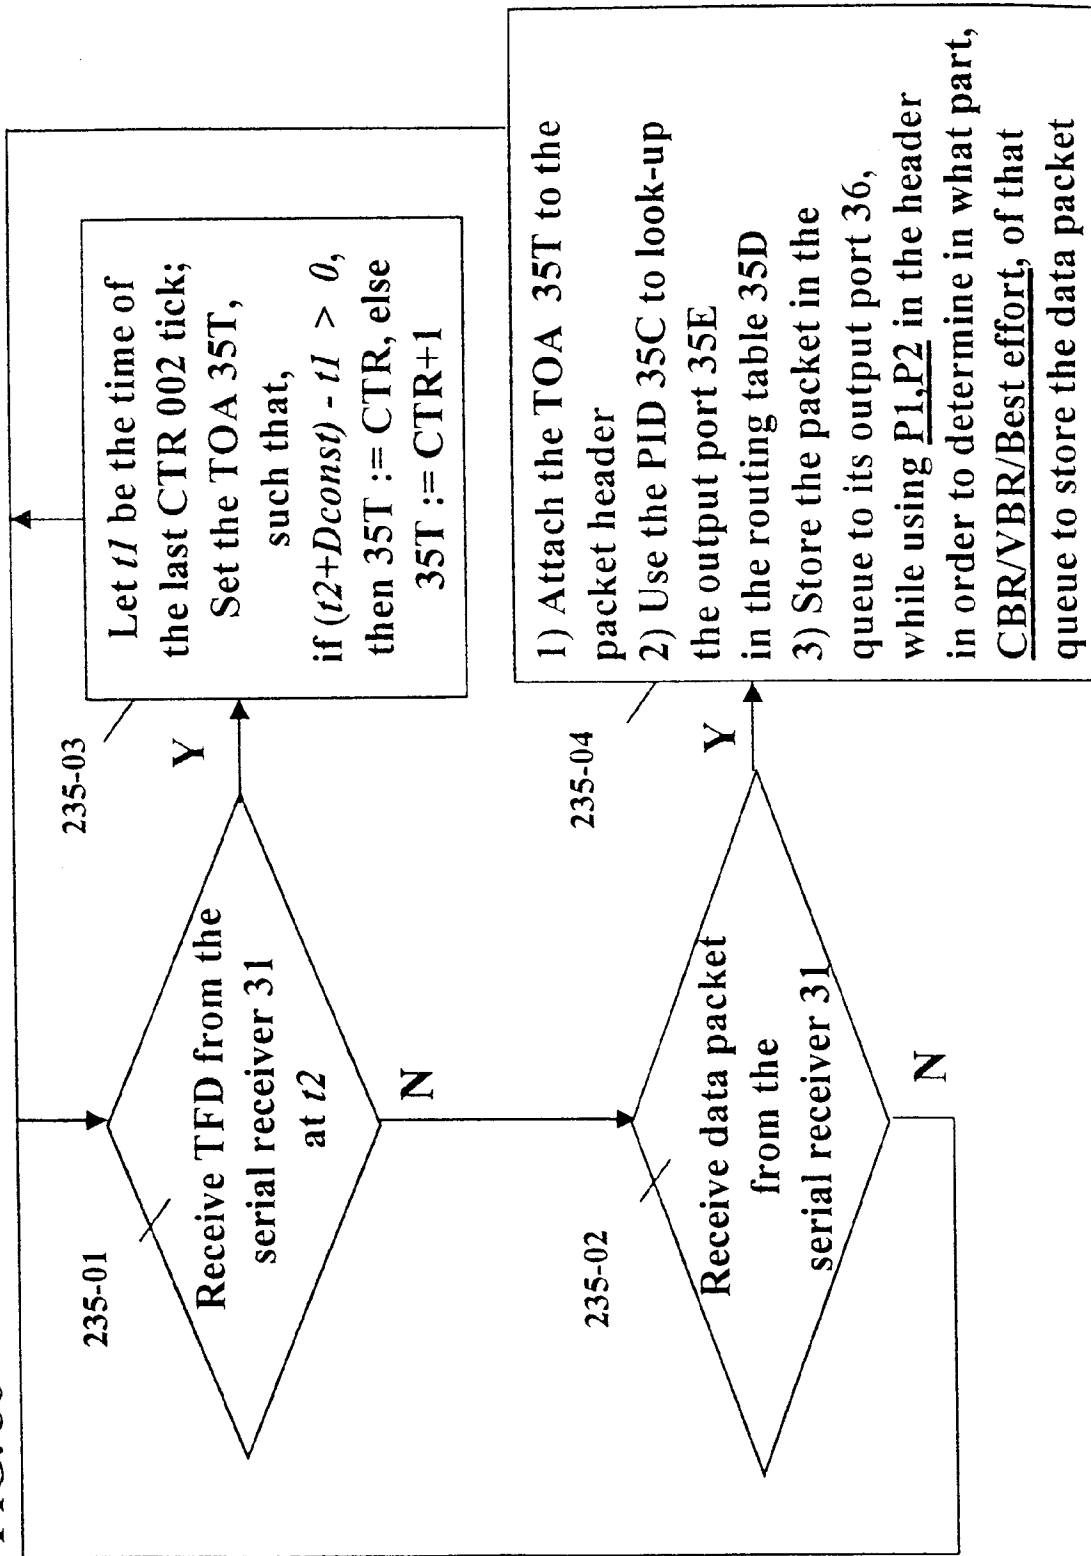 235-01
Receive TFD from the
serial receiver 31
at t2
Y
N
235-03
Let t1 be the time of
the last CTR 002 tick;
Set the TOA 35T,
such that,
if (t2+Dconst) - t1 > 0,
then 35T := CTR, else
35T := CTR+1
235-02
Receive data packet
from the
serial receiver 31
Y
N
235-04
1) Attach the TOA 35T to the
packet header
2) Use the PID 35C to look-up
the output port 35E
in the routing table 35D
3) Store the packet in the
queue to its output port 36,
while using P1,P2 in the header
in order to determine in what part,
CBR/VBR/Best effort, of that
queue to store the data packet